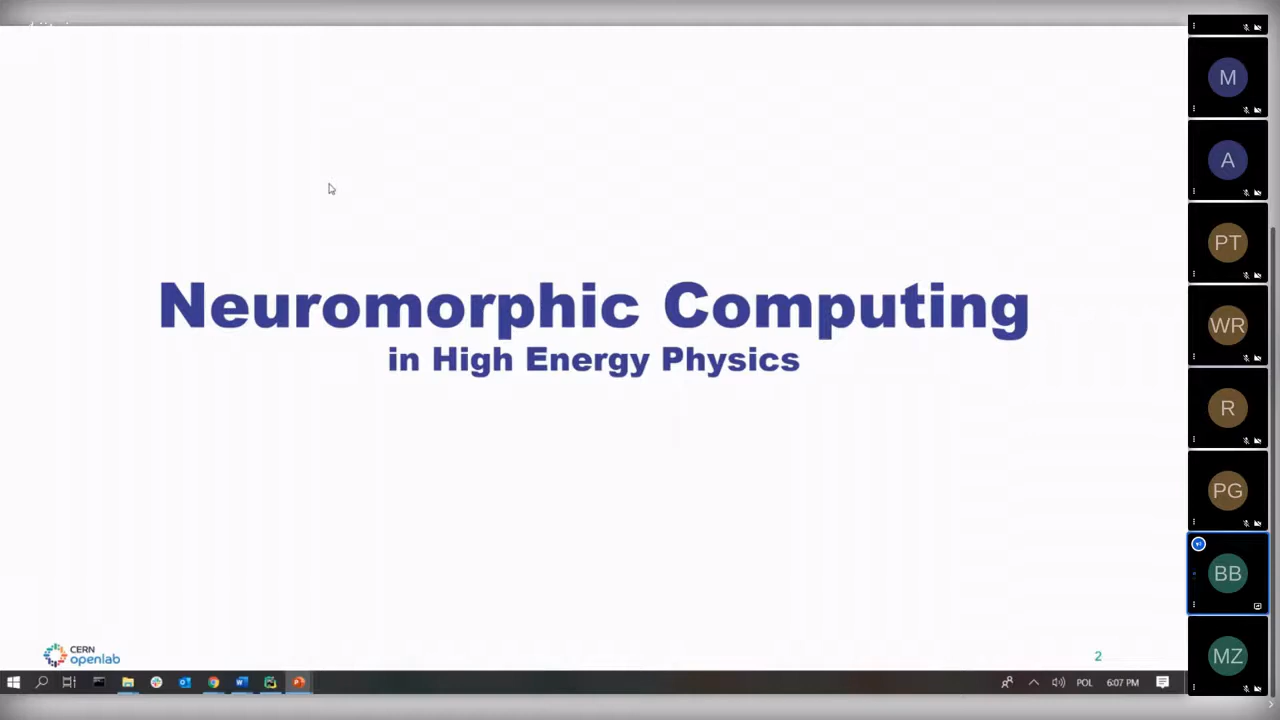 Neuromorphic Computing
in High Energy Physics
CERN
openlab
2
POL
6:07 PM
M
A
PT
WR
R
PG
BB
MZ